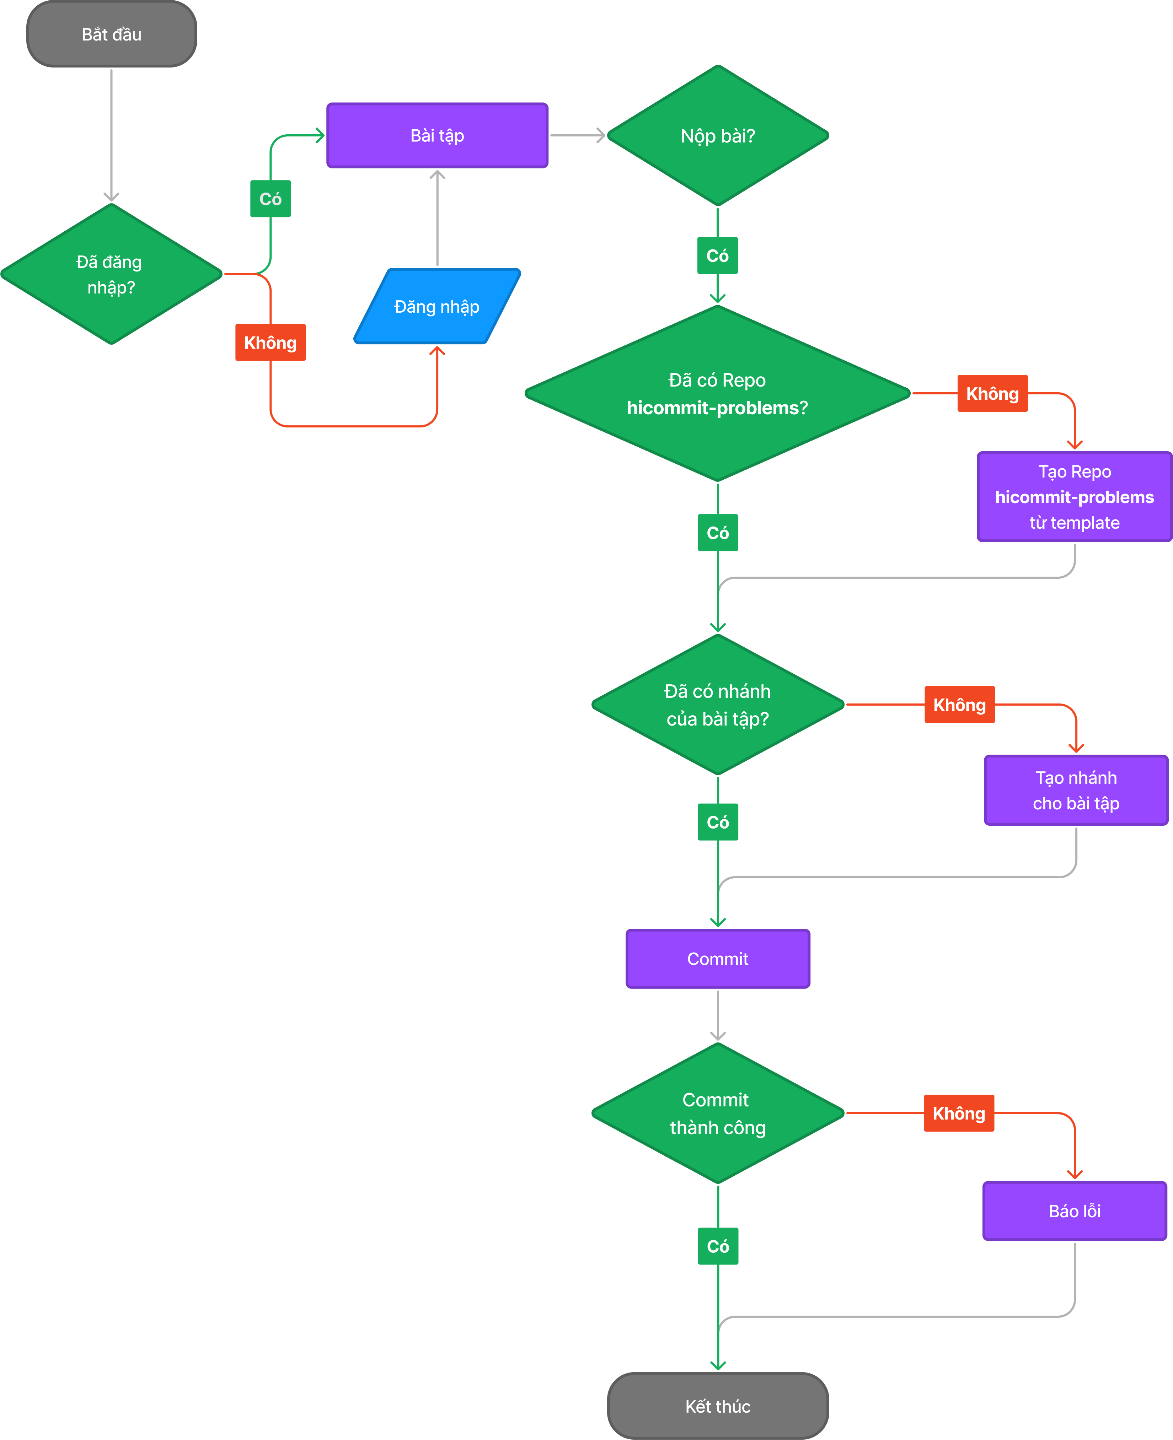 Bắt đầu
Đã đăng
nhập?
Có
Không
Đăng nhập
Bài tập
Nộp bài?
Có
Đã có Repo
hicommit-problems?
Không
Tạo Repo
hicommit-problems
từ template
Có
Đã có nhánh
của bài tập?
Không
Tạo nhánh
cho bài tập
Có
Commit
Commit
thành công
Không
Báo lỗi
Có
Kết thúc